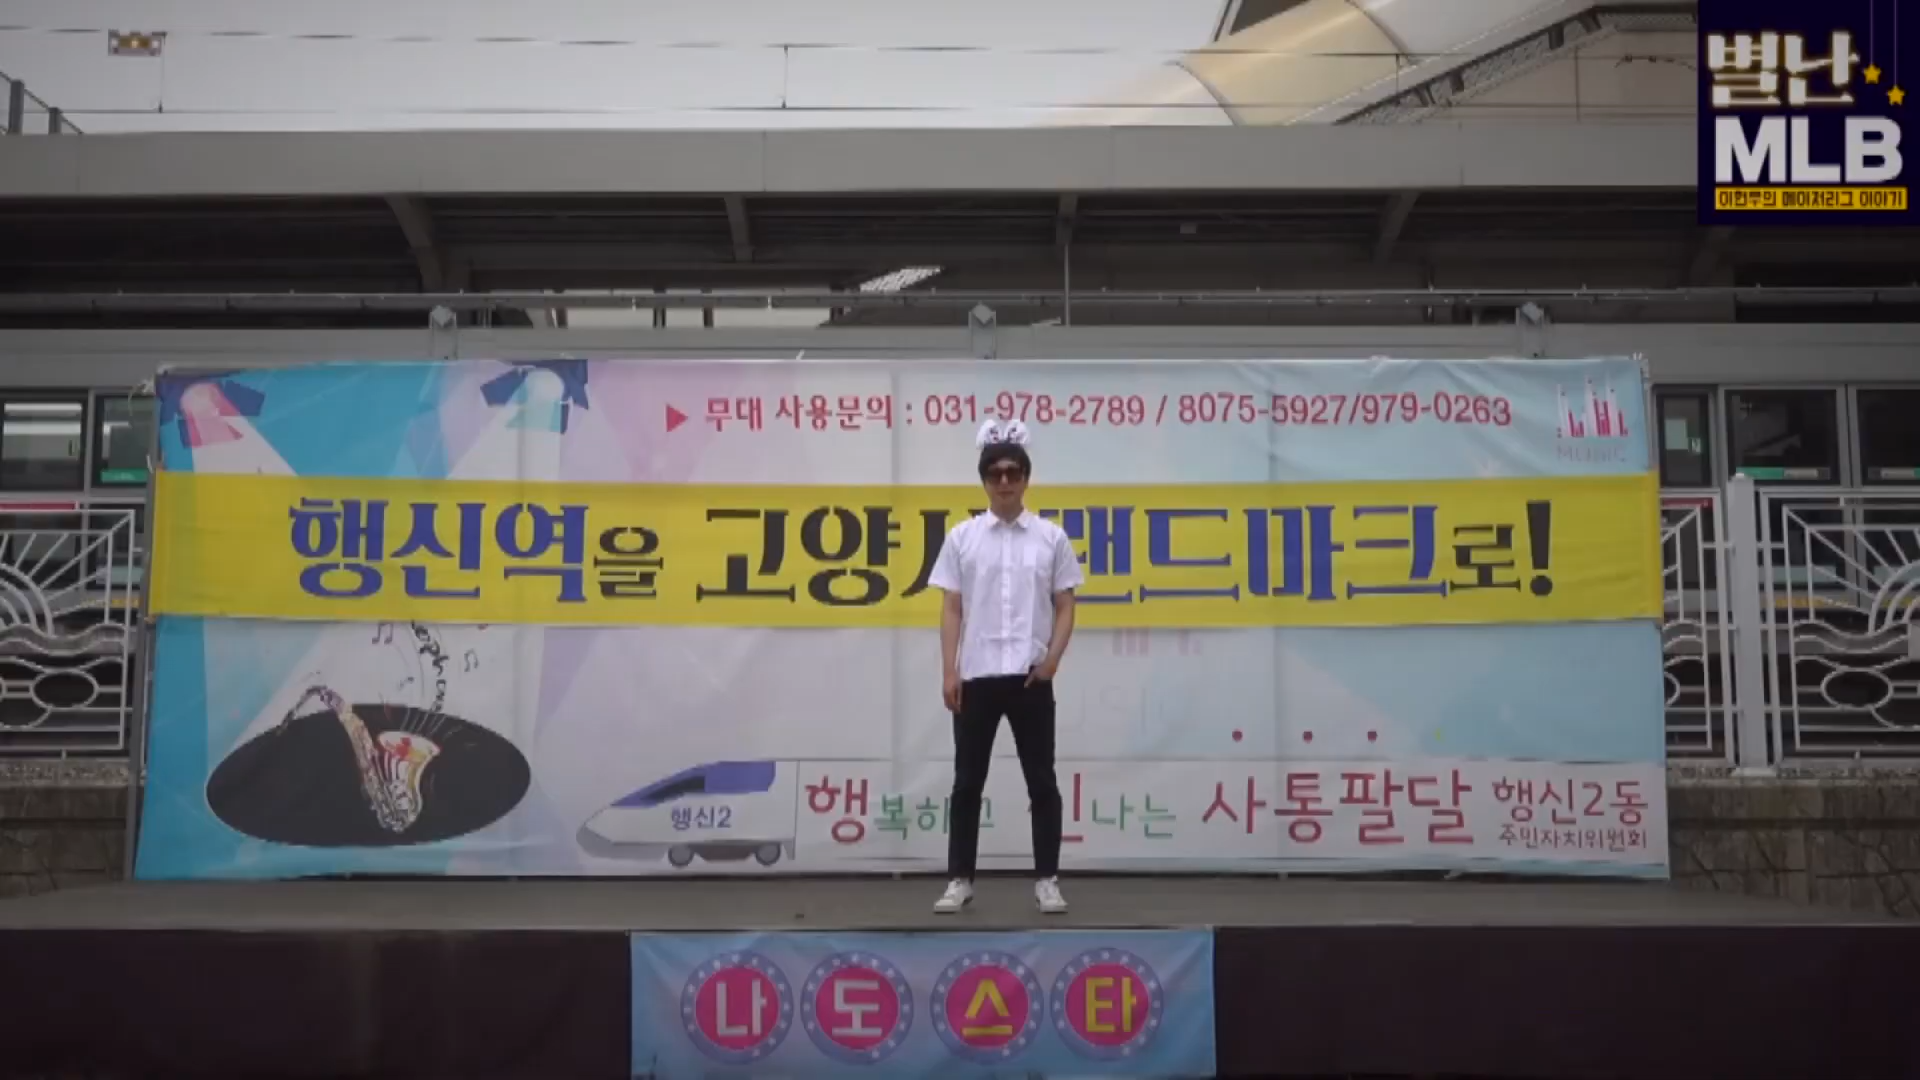 별난
MLB
이현우의 메이저리그 이야기
▶ 무대 사용문의 : 031-978-2789 / 8075-5927/979-0263
MUSIC
행신역을 고양시 랜드마크로!
행신2
행복하고 신나는 사통팔달 행신2동
주민자치위원회
나도스타